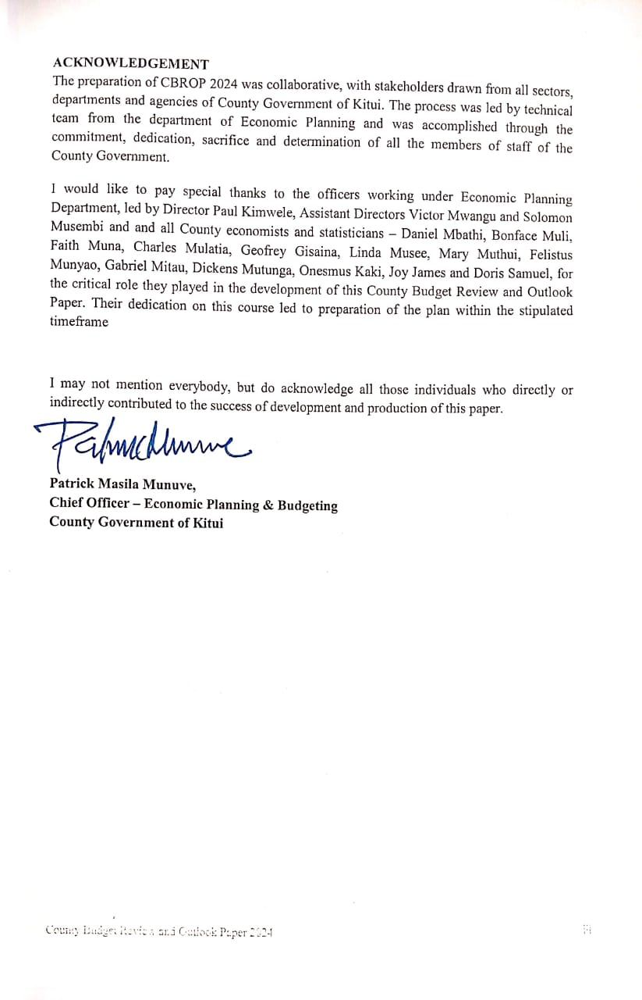 ACKNOWLEDGEMENT
The preparation of CBROP 2024 was collaborative, with stakeholders drawn from all sectors,
departments and agencies of County Government of Kitui. The process was led by technical
team from the department of Economic Planning and was accomplished through the
commitment, dedication, sacrifice and determination of all the members of staff of the
County Government.
I would like to pay special thanks to the officers working under Economic Planning
Department, led by Director Paul Kimwele, Assistant Directors Victor Mwangu and Solomon
Musembi and and all County economists and statisticians – Daniel Mbathi, Bonface Muli,
Faith Muna, Charles Mulatia, Geofrey Gisaina, Linda Musee, Mary Muthui, Felistus
Munyao, Gabriel Mitau, Dickens Mutunga, Onesmus Kaki, Joy James and Doris Samuel, for
the critical role they played in the development of this County Budget Review and Outlook
Paper. Their dedication on this course led to preparation of the plan within the stipulated
timeframe
I may not mention everybody, but do acknowledge all those individuals who directly or
indirectly contributed to the success of development and production of this paper.
Patrick Masila Munuve,
Chief Officer – Economic Planning & Budgeting
County Government of Kitui
County Budget Review and Outlook Paper 2024